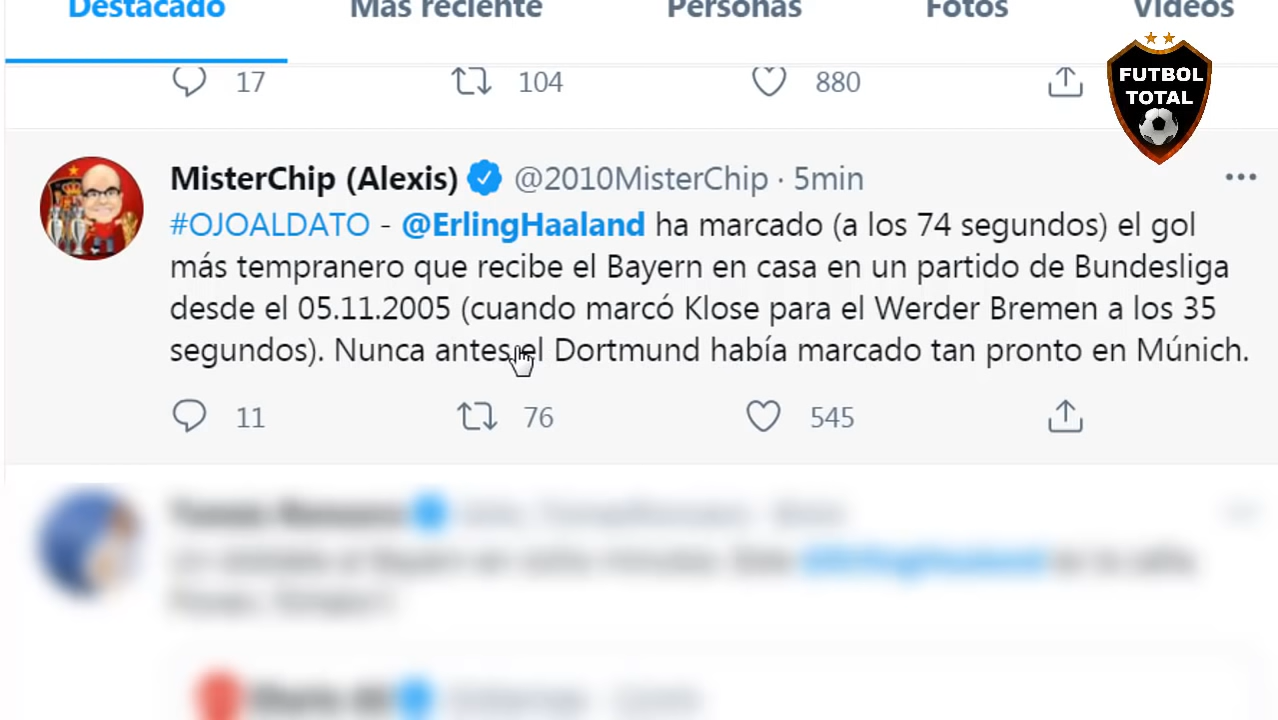 Destacado Más reciente Personas Fotos Vídeos
17 104 880
FUTBOL
TOTAL
MisterChip (Alexis) @2010MisterChip · 5min
#OJOALDATO - @ErlingHaaland ha marcado (a los 74 segundos) el gol
más tempranero que recibe el Bayern en casa en un partido de Bundesliga
desde el 05.11.2005 (cuando marcó Klose para el Werder Bremen a los 35
segundos). Nunca antes el Dortmund había marcado tan pronto en Múnich.
11 76 545